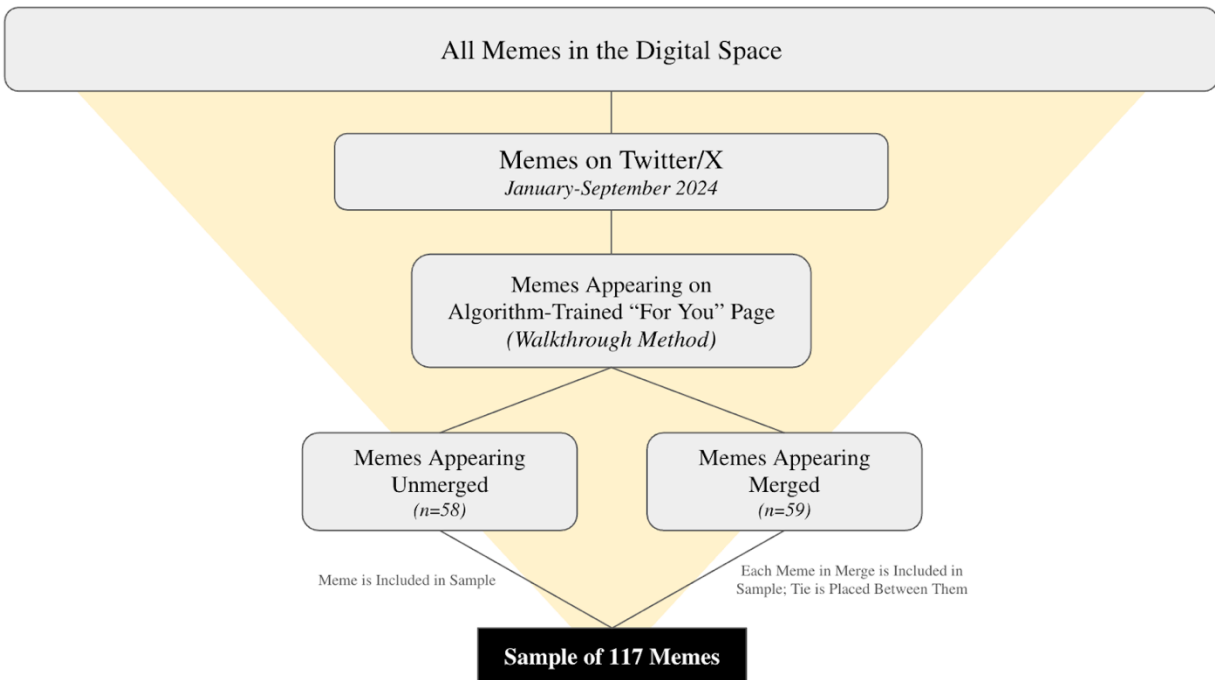 All Memes in the Digital Space
Memes on Twitter/X
January-September 2024
Memes Appearing on
Algorithm-Trained “For You” Page
(Walkthrough Method)
Memes Appearing
Unmerged
(n=58)
Memes Appearing
Merged
(n=59)
Meme is Included in Sample
Each Meme in Merge is Included in
Sample; Tie is Placed Between Them
Sample of 117 Memes